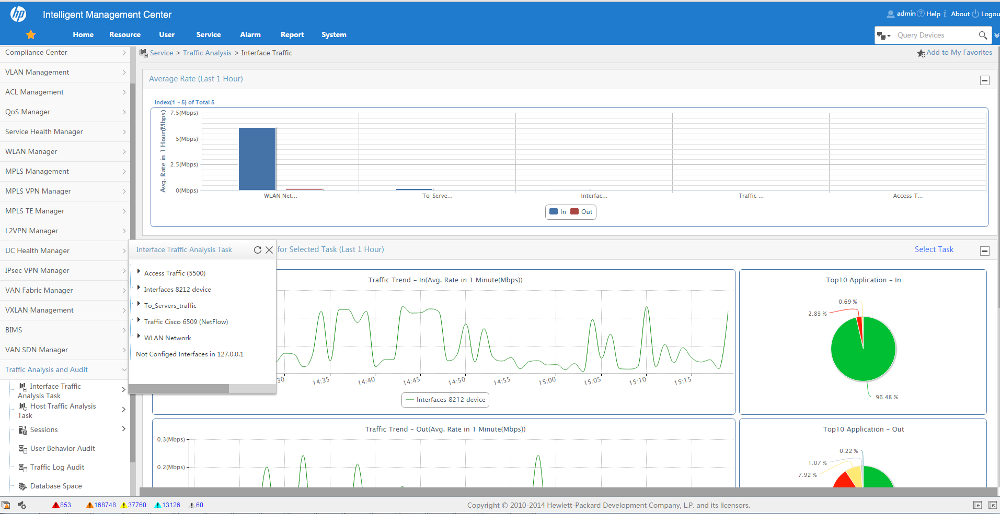 hp
Intelligent Management Center
admin Help About Logou
Home Resource User Service Alarm Report System
Query Devices
Compliance Center
VLAN Management
ACL Management
QoS Manager
Service Health Manager
WLAN Manager
MPLS Management
MPLS VPN Manager
MPLS TE Manager
L2VPN Manager
UC Health Manager
IPsec VPN Manager
VAN Fabric Manager
VXLAN Management
BIMS
VAN SDN Manager
Traffic Analysis and Audit
Interface Traffic
Analysis Task
Host Traffic Analysis
Task
Sessions
User Behavior Audit
Traffic Log Audit
Database Space
Service > Traffic Analysis > Interface Traffic
Add to My Favorites
Average Rate (Last 1 Hour)
Index(1 ~ 5) of Total 5
Avg. Rate in 1 Hour(Mbps)
7.5(Mbps)
5(Mbps)
2.5(Mbps)
0(Mbps)
WLAN Net... To_Serve... Interfac... Traffic ... Access T...
In Out
Interface Traffic Analysis Task
Access Traffic (5500)
Interfaces 8212 device
To_Servers_traffic
Traffic Cisco 6509 (NetFlow)
WLAN Network
Not Configed Interfaces in 127.0.0.1
for Selected Task (Last 1 Hour)
Select Task
Traffic Trend - In(Avg. Rate in 1 Minute(Mbps))
30 14:35 14:40 14:45 14:50 14:55 15:00 15:05 15:10 15:15
Interfaces 8212 device
Top10 Application - In
0.69 %
2.83 %
96.48 %
Traffic Trend - Out(Avg. Rate in 1 Minute(Mbps))
0.3(Mbps)
0.2(Mbps)
Top10 Application - Out
0.22 %
1.07 %
7.92 %
853 168748 37760 13126 60
Copyright © 2010-2014 Hewlett-Packard Development Company, L.P. and its licensors.